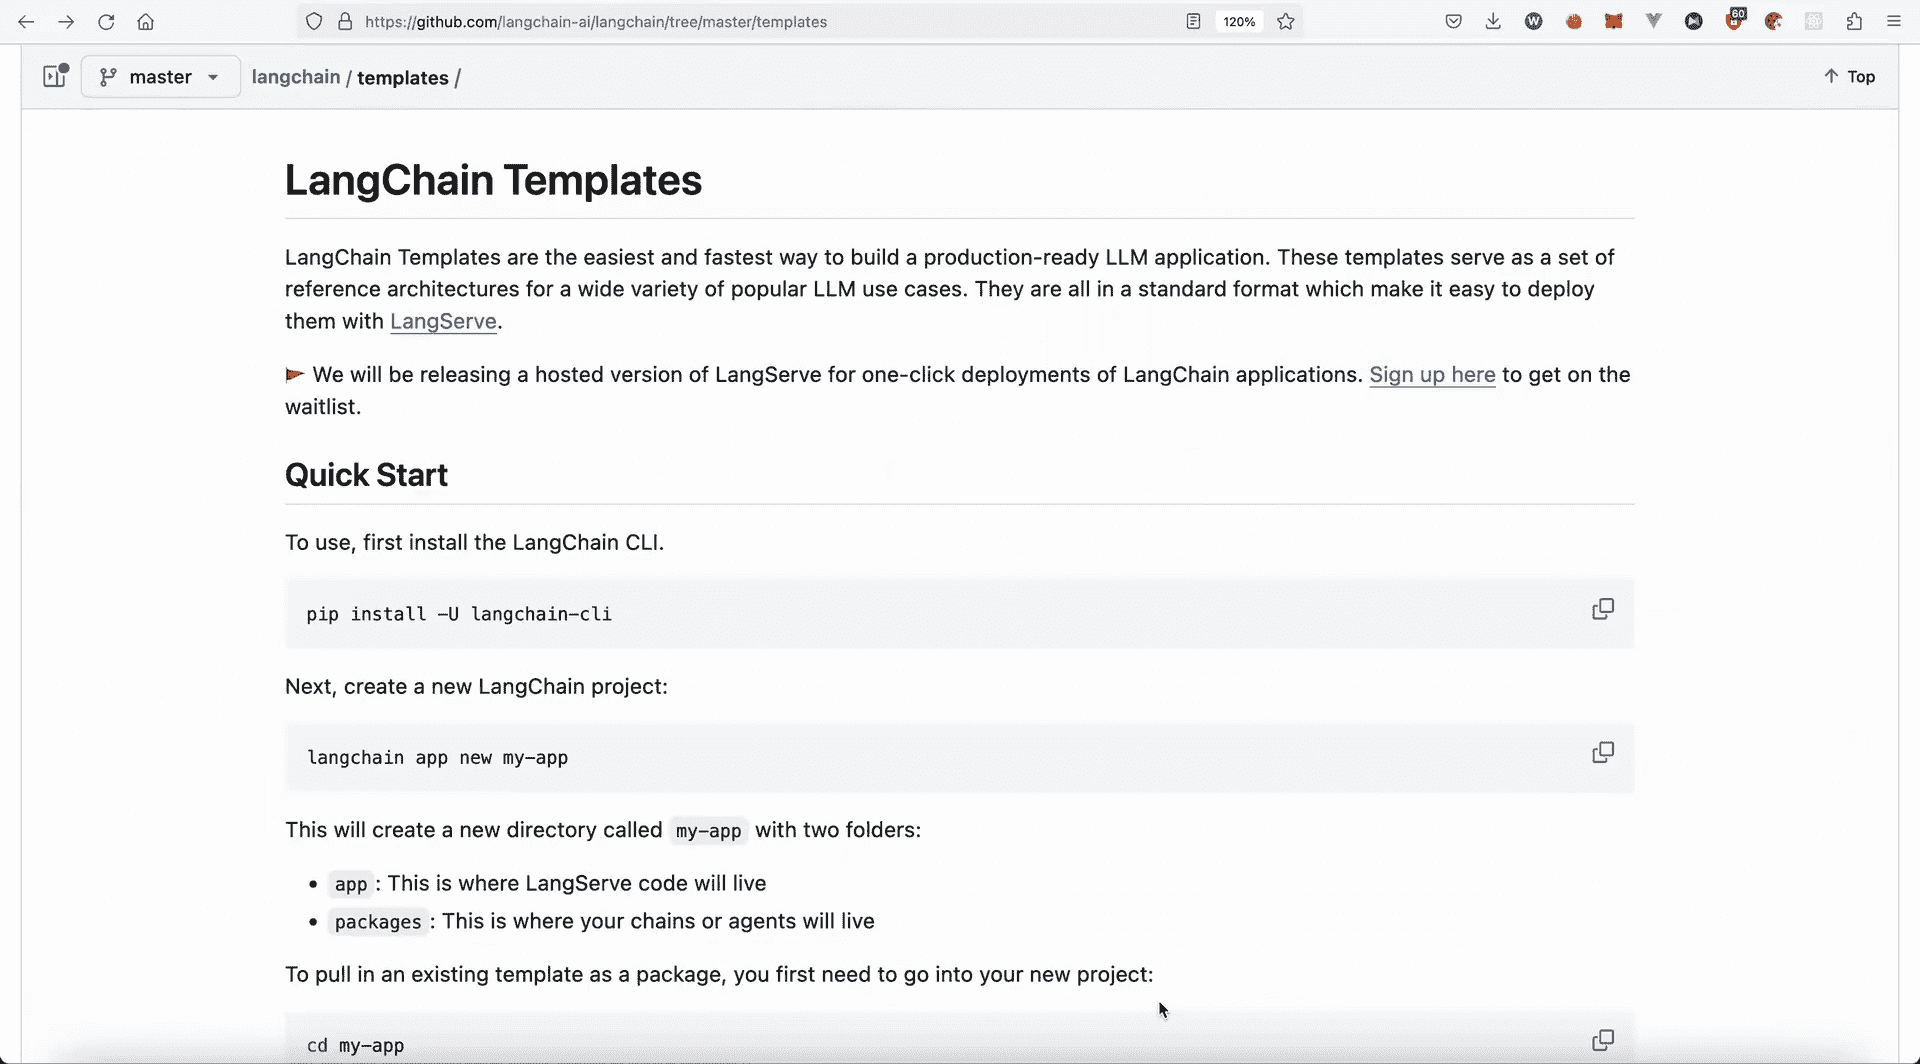 https://github.com/langchain-ai/langchain/tree/master/templates
120%
60
master
langchain / templates /
Top
LangChain Templates
LangChain Templates are the easiest and fastest way to build a production-ready LLM application. These templates serve as a set of
reference architectures for a wide variety of popular LLM use cases. They are all in a standard format which make it easy to deploy
them with LangServe.
We will be releasing a hosted version of LangServe for one-click deployments of LangChain applications. Sign up here to get on the
waitlist.
Quick Start
To use, first install the LangChain CLI.
pip install -U langchain-cli
Next, create a new LangChain project:
langchain app new my-app
This will create a new directory called my-app with two folders:
• app: This is where LangServe code will live
• packages: This is where your chains or agents will live
To pull in an existing template as a package, you first need to go into your new project:
cd my-app